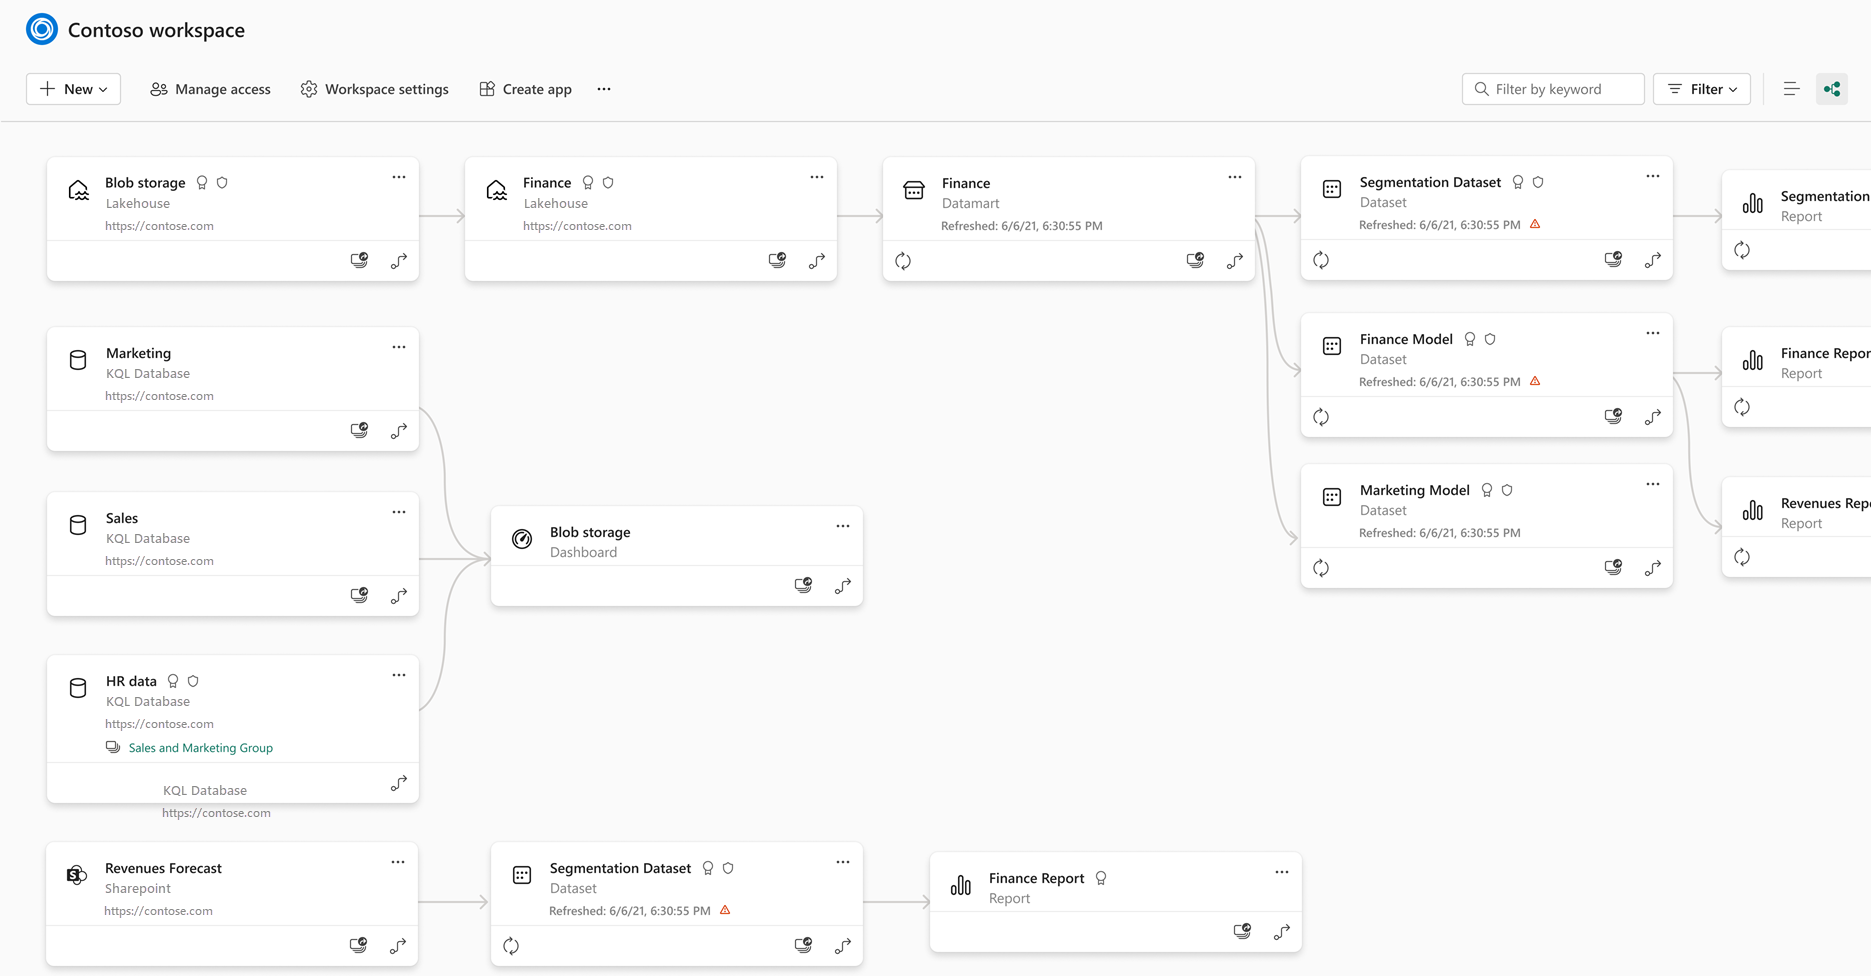 Contoso workspace
New
Manage access
Workspace settings
Create app
Filter by keyword
Filter
Blob storage
Lakehouse
https://contose.com
Finance
Lakehouse
https://contose.com
Finance
Datamart
Refreshed: 6/6/21, 6:30:55 PM
Segmentation Dataset
Dataset
Refreshed: 6/6/21, 6:30:55 PM
Segmentation
Report
Marketing
KQL Database
https://contose.com
Finance Model
Dataset
Refreshed: 6/6/21, 6:30:55 PM
Finance Repor
Report
Sales
KQL Database
https://contose.com
Blob storage
Dashboard
Marketing Model
Dataset
Refreshed: 6/6/21, 6:30:55 PM
Revenues Repo
Report
HR data
KQL Database
https://contose.com
Sales and Marketing Group
KQL Database
https://contose.com
Revenues Forecast
Sharepoint
https://contose.com
Segmentation Dataset
Dataset
Refreshed: 6/6/21, 6:30:55 PM
Finance Report
Report